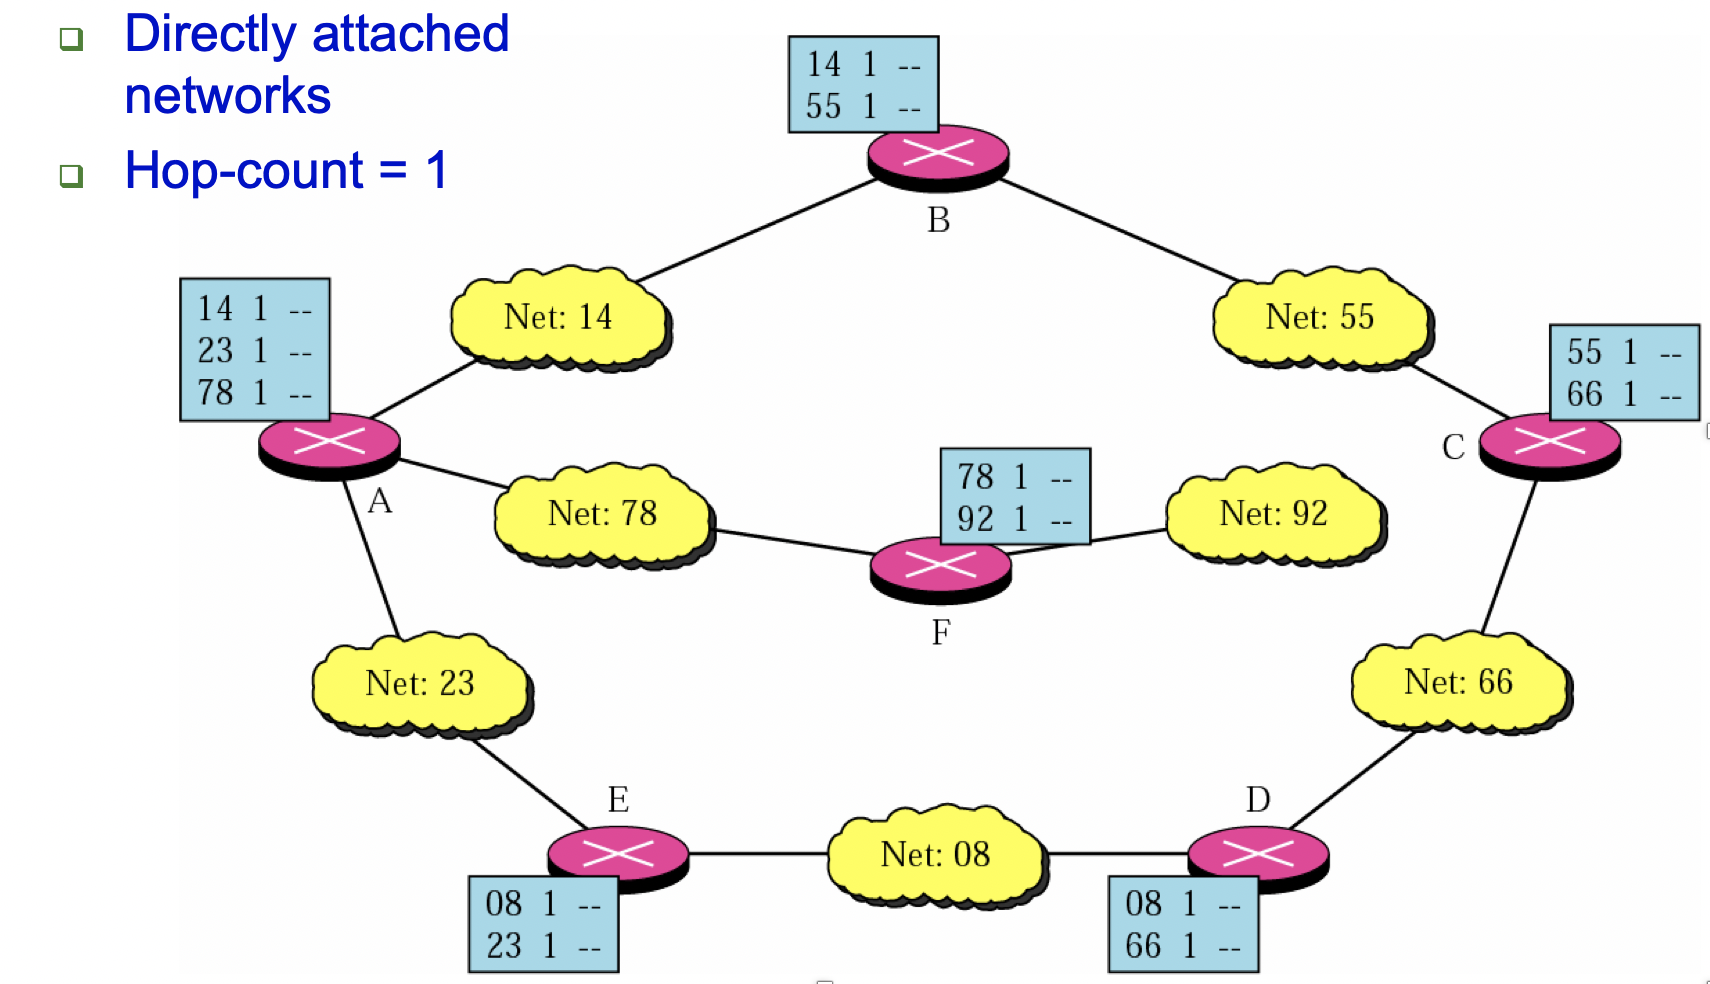 Directly attached
networks
Hop-count = 1
14 1 --
55 1 --
B
14 1 --
23 1 --
78 1 --
Net: 14
Net: 55
55 1 --
66 1 --
A
C
Net: 78
78 1 --
92 1 --
Net: 92
F
Net: 23
Net: 66
E
D
Net: 08
08 1 --
23 1 --
08 1 --
66 1 --